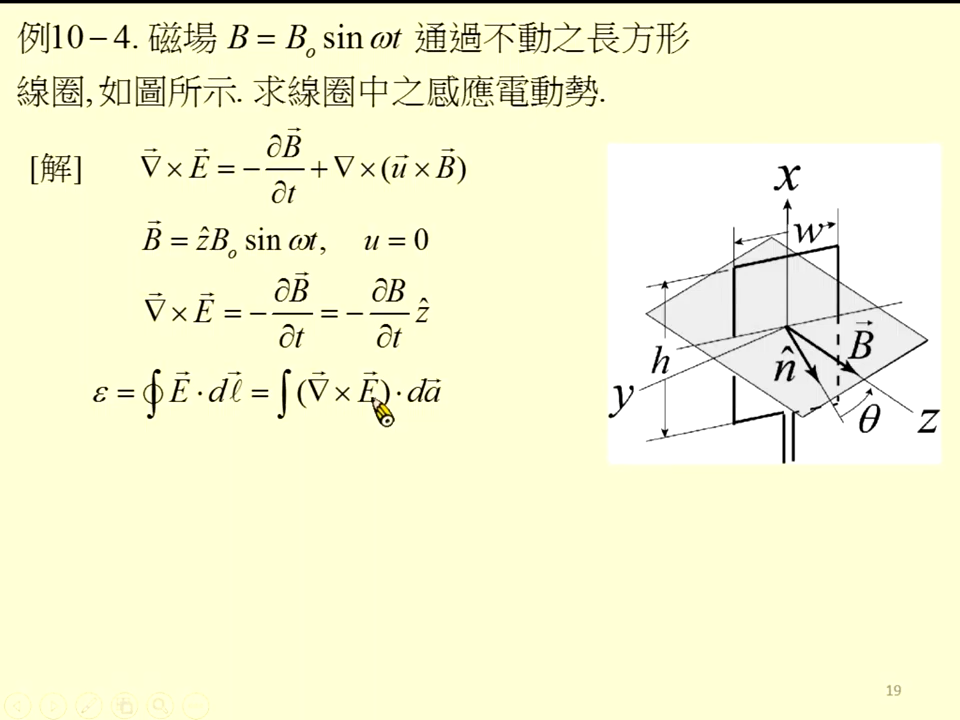 例10－4. 磁場 B = Bₒ sin ωt 通過不動之長方形
線圈, 如圖所示. 求線圈中之感應電動勢.
[解] ∇⃗ × E⃗ = −∂B⃗/∂t + ∇ × (u⃗ × B⃗)
B⃗ = ẑBₒ sin ωt, u = 0
∇⃗ × E⃗ = −∂B⃗/∂t = −∂B/∂t ẑ
ε = ∮ E⃗ · dℓ⃗ = ∫ (∇⃗ × E⃗) · da⃗
x
w
h
n̂
B⃗
y
θ
z
19